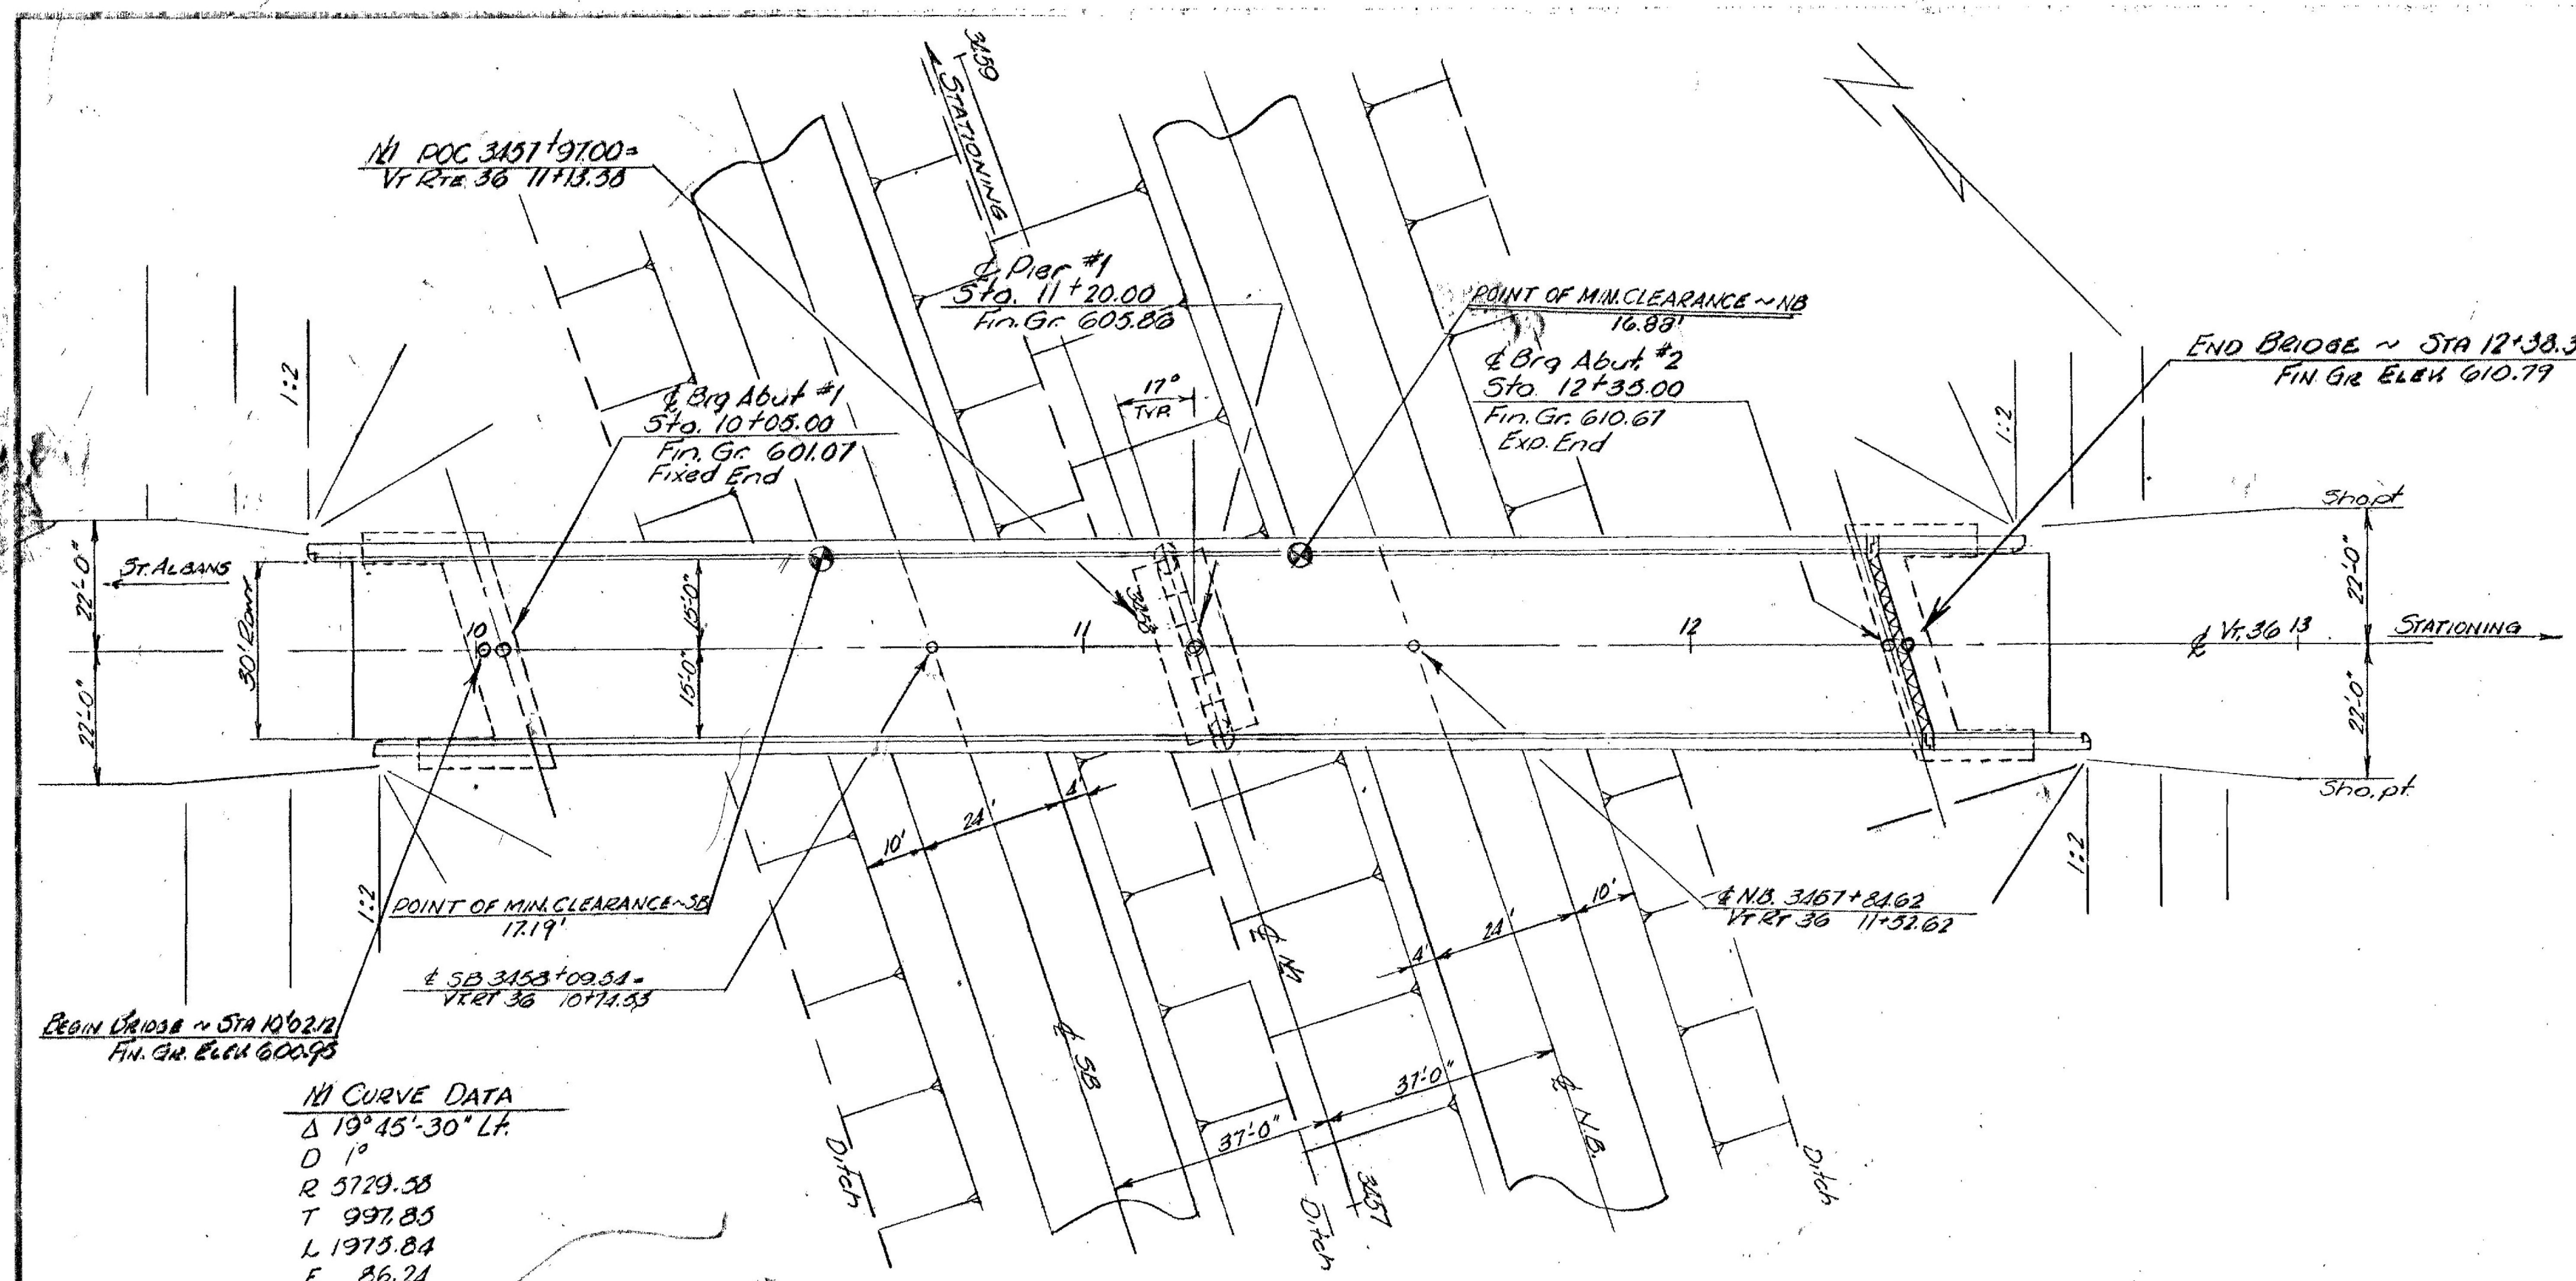 3459
STATIONING
N
M POC 3457+97.00=
VT RTE. 36 11+13.38
℄ Pier #1
Sta. 11+20.00
Fin. Gr. 605.86
POINT OF MIN. CLEARANCE ~ NB
16.88'
℄ Brg Abut. #2
Sta. 12+35.00
Fin. Gr. 610.67
Exp. End
END BRIDGE ~ STA 12+38.3
FIN GR ELEV 610.79
1:2
℄ Brg Abut #1
Sta. 10+05.00
Fin. Gr. 601.07
Fixed End
17°
TYP.
1:2
Sho. pt.
22'-0"
ST. ALBANS
30' Rdwy
15'-0"
15'-0"
22'-0"
10
11
3458
12
℄ VT. 36 13
STATIONING
22'-0"
22'-0"
Sho. pt.
1:2
POINT OF MIN. CLEARANCE ~ SB
17.19'
10'
24'
4'
4'
24'
10'
℄ N.B. 3457+84.62
VT RT 36 11+52.62
1:2
℄ SB 3458+09.54=
VT. RT 36 10+74.53
BEGIN BRIDGE ~ STA 10+02.12
FIN. GR. ELEV 600.95
℄ M
℄ SB
℄ N.B.
37'-0"
37'-0"
Ditch
Ditch
3457
Ditch
M CURVE DATA
Δ 19°45'-30" Lt.
D 1°
R 5729.58
T 997.85
L 1975.84
E 86.24